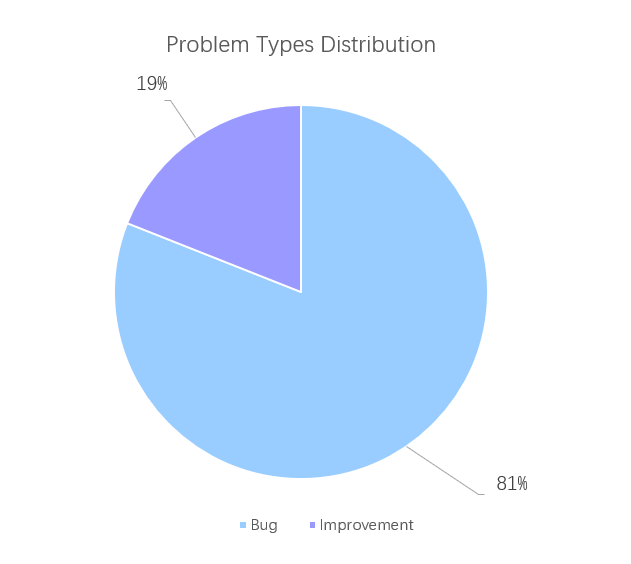 Problem Types Distribution
19%
81%
Bug
Improvement